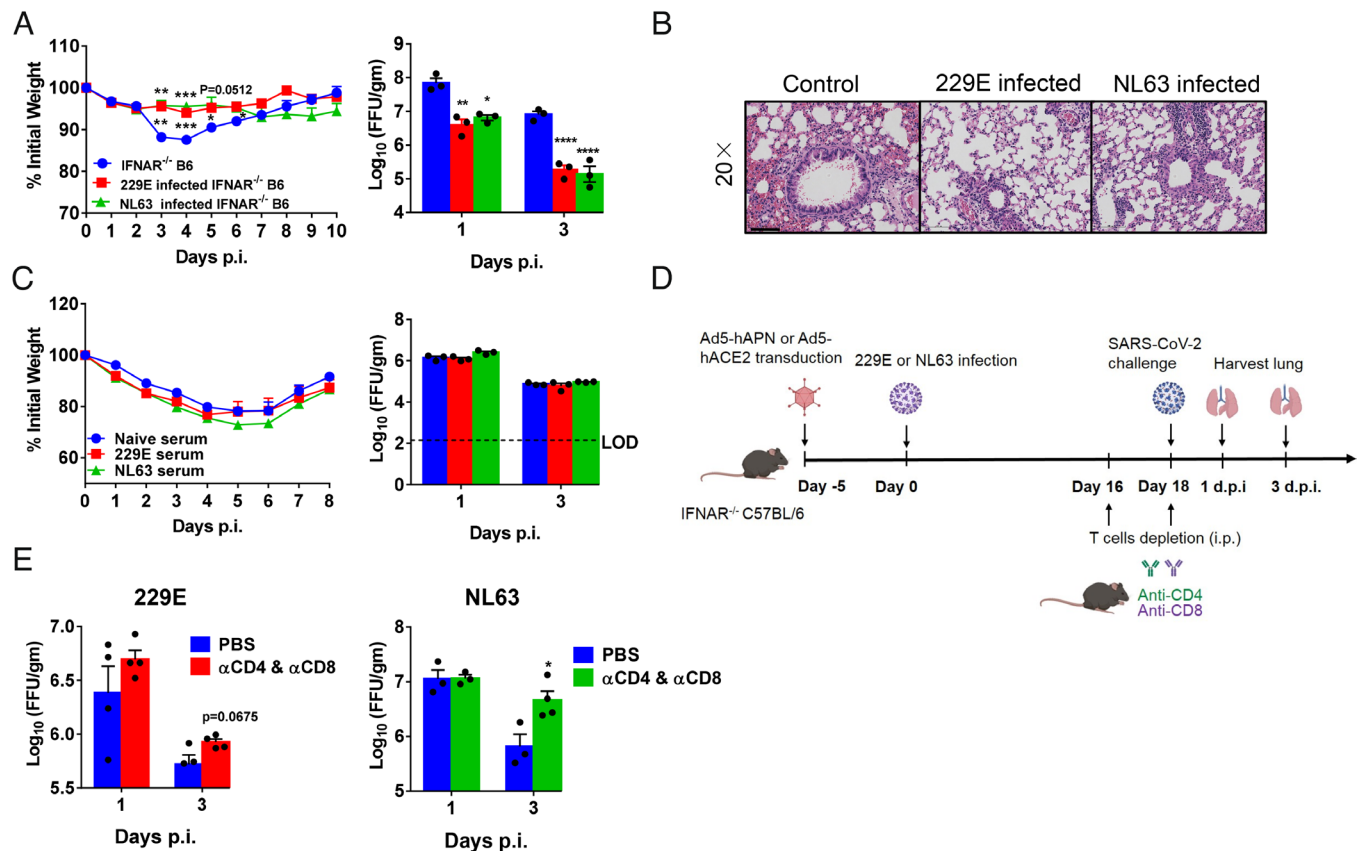 A
% Initial Weight
110
100
90
80
70
** *** P=0.0512
** *** * *
IFNAR-/- B6
229E infected IFNAR-/- B6
NL63 infected IFNAR-/- B6
0 1 2 3 4 5 6 7 8 9 10
Days p.i.
Log10 (FFU/gm)
9
8
7
6
5
4
** *
**** ****
1 3
Days p.i.
B
Control 229E infected NL63 infected
20×
C
% Initial Weight
120
100
80
60
Naive serum
229E serum
NL63 serum
0 1 2 3 4 5 6 7 8
Days p.i.
Log10 (FFU/gm)
8
6
4
2
0
LOD
1 3
Days p.i.
D
Ad5-hAPN or Ad5-
hACE2 transduction
229E or NL63 infection
SARS-CoV-2
challenge
Harvest lung
Day -5 Day 0 Day 16 Day 18 1 d.p.i 3 d.p.i.
IFNAR-/- C57BL/6
T cells depletion (i.p.)
Anti-CD4
Anti-CD8
E
229E
Log10 (FFU/gm)
7.0
6.5
6.0
5.5
PBS
αCD4 & αCD8
p=0.0675
1 3
Days p.i.
NL63
Log10 (FFU/gm)
8
7
6
5
PBS
αCD4 & αCD8
*
1 3
Days p.i.